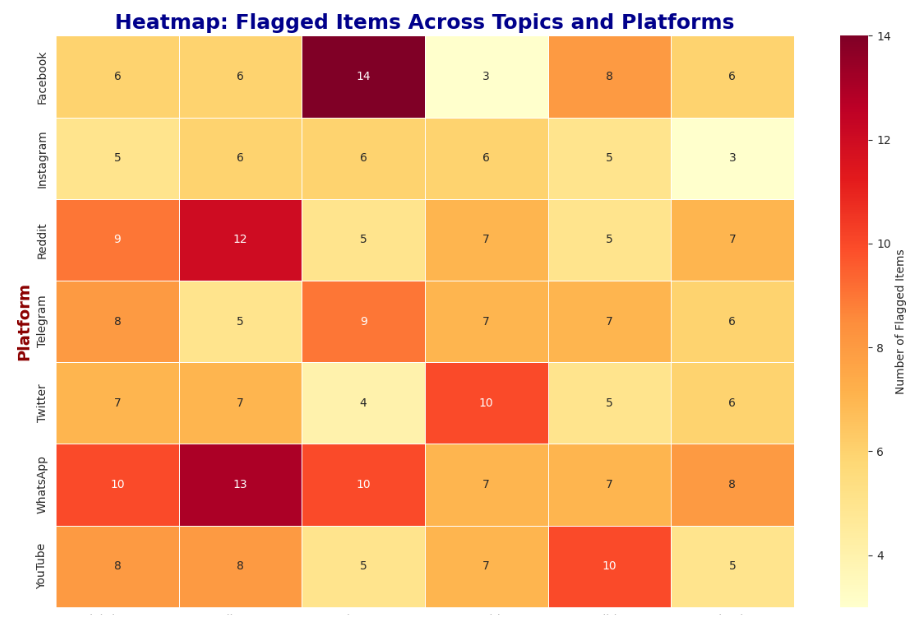 Heatmap: Flagged Items Across Topics and Platforms
Platform
Facebook 6 6 14 3 8 6
Instagram 5 6 6 6 5 3
Reddit 9 12 5 7 5 7
Telegram 8 5 9 7 7 6
Twitter 7 7 4 10 5 6
WhatsApp 10 13 10 7 7 8
YouTube 8 8 5 7 10 5
14
12
10
8
6
4
Number of Flagged Items